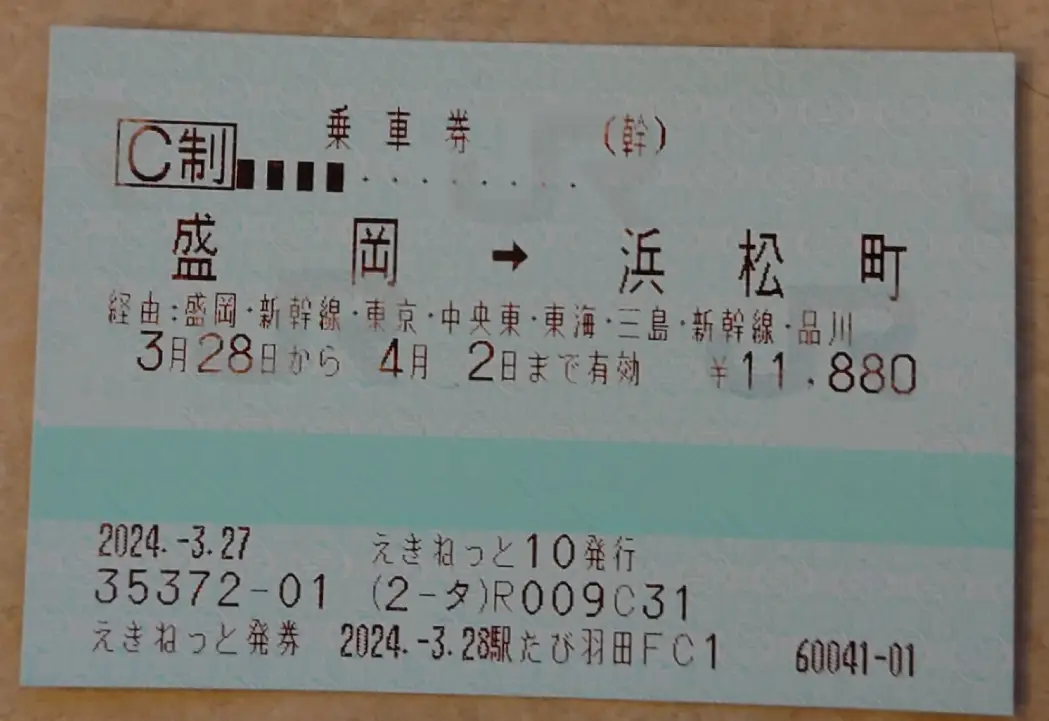 乗車券 (幹)
C制 ■■■■ ........
盛岡 → 浜松町
経由:盛岡・新幹線・東京・中央東・東海・三島・新幹線・品川
3月28日から 4月 2日まで有効 ¥11,880
2024.-3.27 えきねっと10発行
35372-01 (2-タ)R009C31
えきねっと発券 2024.-3.28駅たび羽田FC1 60041-01